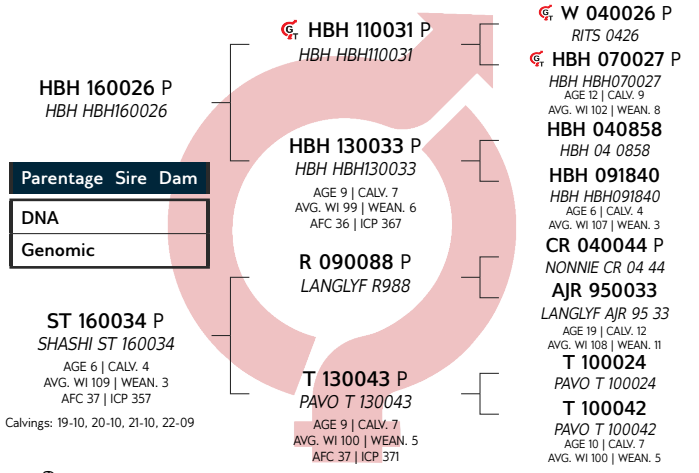 HBH 160026 P
HBH HBH160026
Parentage Sire Dam
DNA
Genomic
ST 160034 P
SHASHI ST 160034
AGE 6 | CALV. 4
AVG. WI 109 | WEAN. 3
AFC 37 | ICP 357
Calvings: 19-10, 20-10, 21-10, 22-09
GT HBH 110031 P
HBH HBH110031
HBH 130033 P
HBH HBH130033
AGE 9 | CALV. 7
AVG. WI 99 | WEAN. 6
AFC 36 | ICP 367
R 090088 P
LANGLYF R988
T 130043 P
PAVO T 130043
AGE 9 | CALV. 7
AVG. WI 100 | WEAN. 5
AFC 37 | ICP 371
GT W 040026 P
RITS 0426
GT HBH 070027 P
HBH HBH070027
AGE 12 | CALV. 9
AVG. WI 102 | WEAN. 8
HBH 040858
HBH 04 0858
HBH 091840
HBH HBH091840
AGE 6 | CALV. 4
AVG. WI 107 | WEAN. 3
CR 040044 P
NONNIE CR 04 44
AJR 950033
LANGLYF AJR 95 33
AGE 19 | CALV. 12
AVG. WI 108 | WEAN. 11
T 100024
PAVO T 100024
T 100042
PAVO T 100042
AGE 10 | CALV. 7
AVG. WI 100 | WEAN. 5